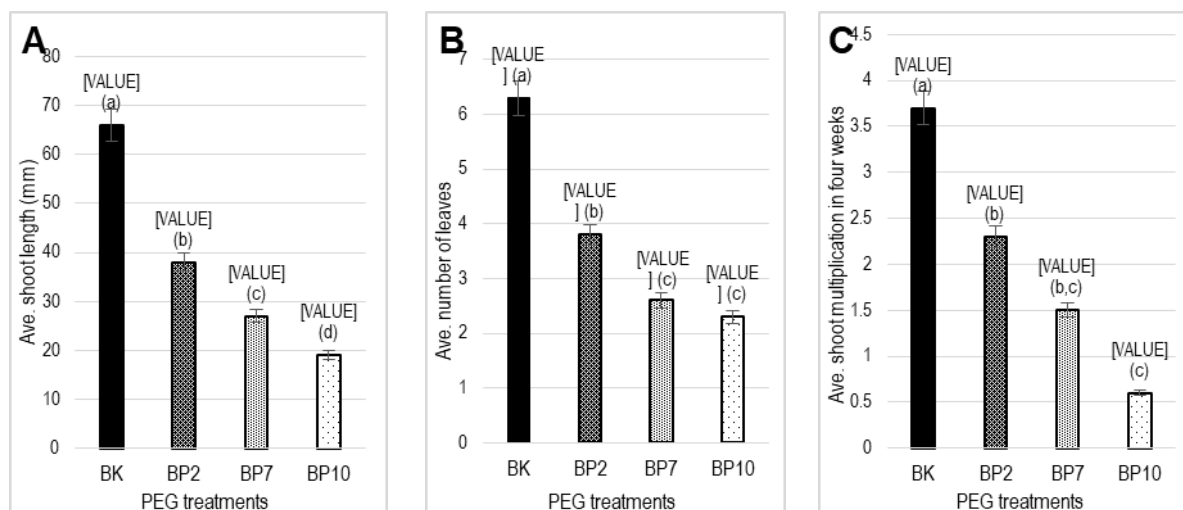 A
Ave. shoot length (mm)
80
70
60
50
40
30
20
10
0
[VALUE]
(a)
[VALUE]
(b)
[VALUE]
(c)
[VALUE]
(d)
BK BP2 BP7 BP10
PEG treatments
B
Ave. number of leaves
7
6
5
4
3
2
1
0
[VALUE
] (a)
[VALUE
] (b)
[VALUE
] (c)
[VALUE
] (c)
BK BP2 BP7 BP10
PEG treatments
C
Ave. shoot multiplication in four weeks
4.5
4
3.5
3
2.5
2
1.5
1
0.5
0
[VALUE]
(a)
[VALUE]
(b)
[VALUE]
(b,c)
[VALUE]
(c)
BK BP2 BP7 BP10
PEG treatments